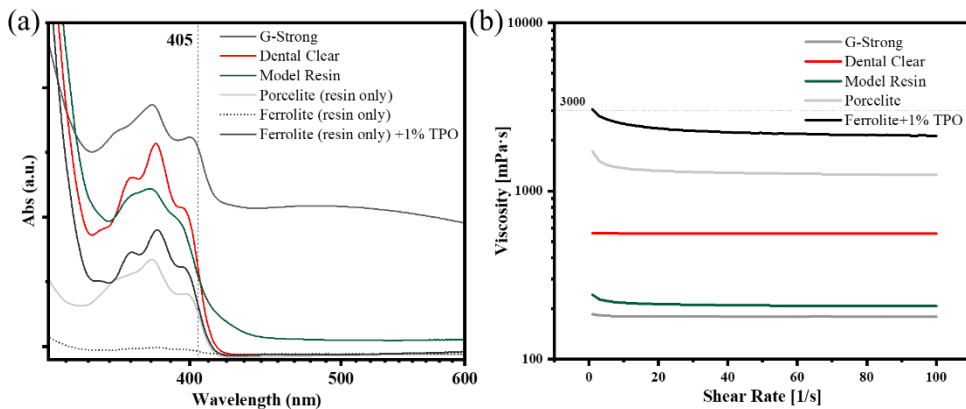 (a)
405
G-Strong
Dental Clear
Model Resin
Porcelite (resin only)
Ferrolite (resin only)
Ferrolite (resin only) +1% TPO
Abs (a.u.)
400
500
600
Wavelength (nm)
(b)
10000
3000
1000
100
G-Strong
Dental Clear
Model Resin
Porcelite
Ferrolite+1% TPO
Viscosity [mPa·s]
0
20
40
60
80
100
Shear Rate [1/s]